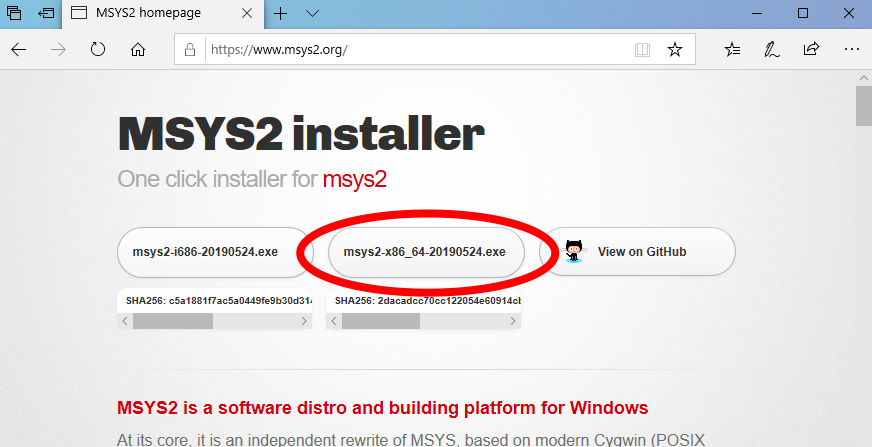 MSYS2 homepage
https://www.msys2.org/
MSYS2 installer
One click installer for msys2
msys2-i686-20190524.exe
msys2-x86_64-20190524.exe
View on GitHub
SHA256: c5a1881f7ac5a0449fe9b30d314
SHA256: 2dacadcc70cc122054e60914cb
MSYS2 is a software distro and building platform for Windows
At its core, it is an independent rewrite of MSYS, based on modern Cygwin (POSIX